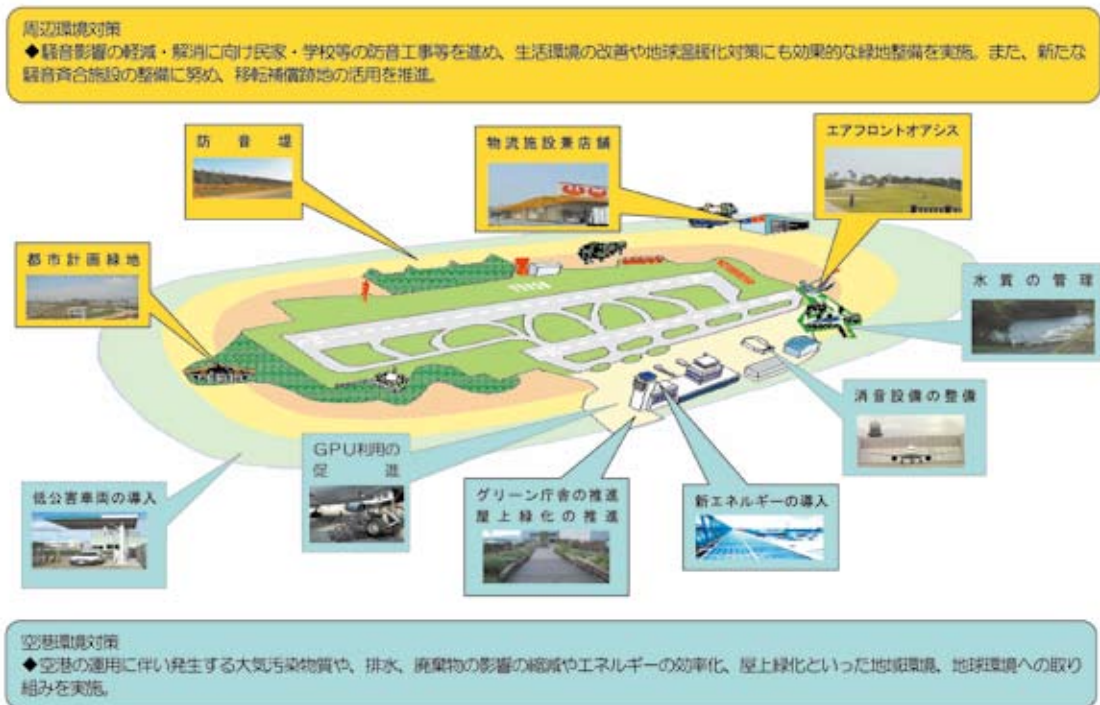 周辺環境対策
◆騒音影響の軽減・解消に向け民家・学校等の防音工事等を進め、生活環境の改善や地球温暖化対策にも効果的な緑地整備を実施。また、新たな
騒音斉合施設の整備に努め、移転補償跡地の活用を推進。
防音堤
物流施設兼店舗
エアフロントオアシス
都市計画緑地
水質の管理
消音設備の整備
GPU利用の
促進
低公害車両の導入
グリーン庁舎の推進
屋上緑化の推進
新エネルギーの導入
空港環境対策
◆空港の運用に伴い発生する大気汚染物質や、排水、廃棄物の影響の縮減やエネルギーの効率化、屋上緑化といった地域環境、地球環境への取り
組みを実施。